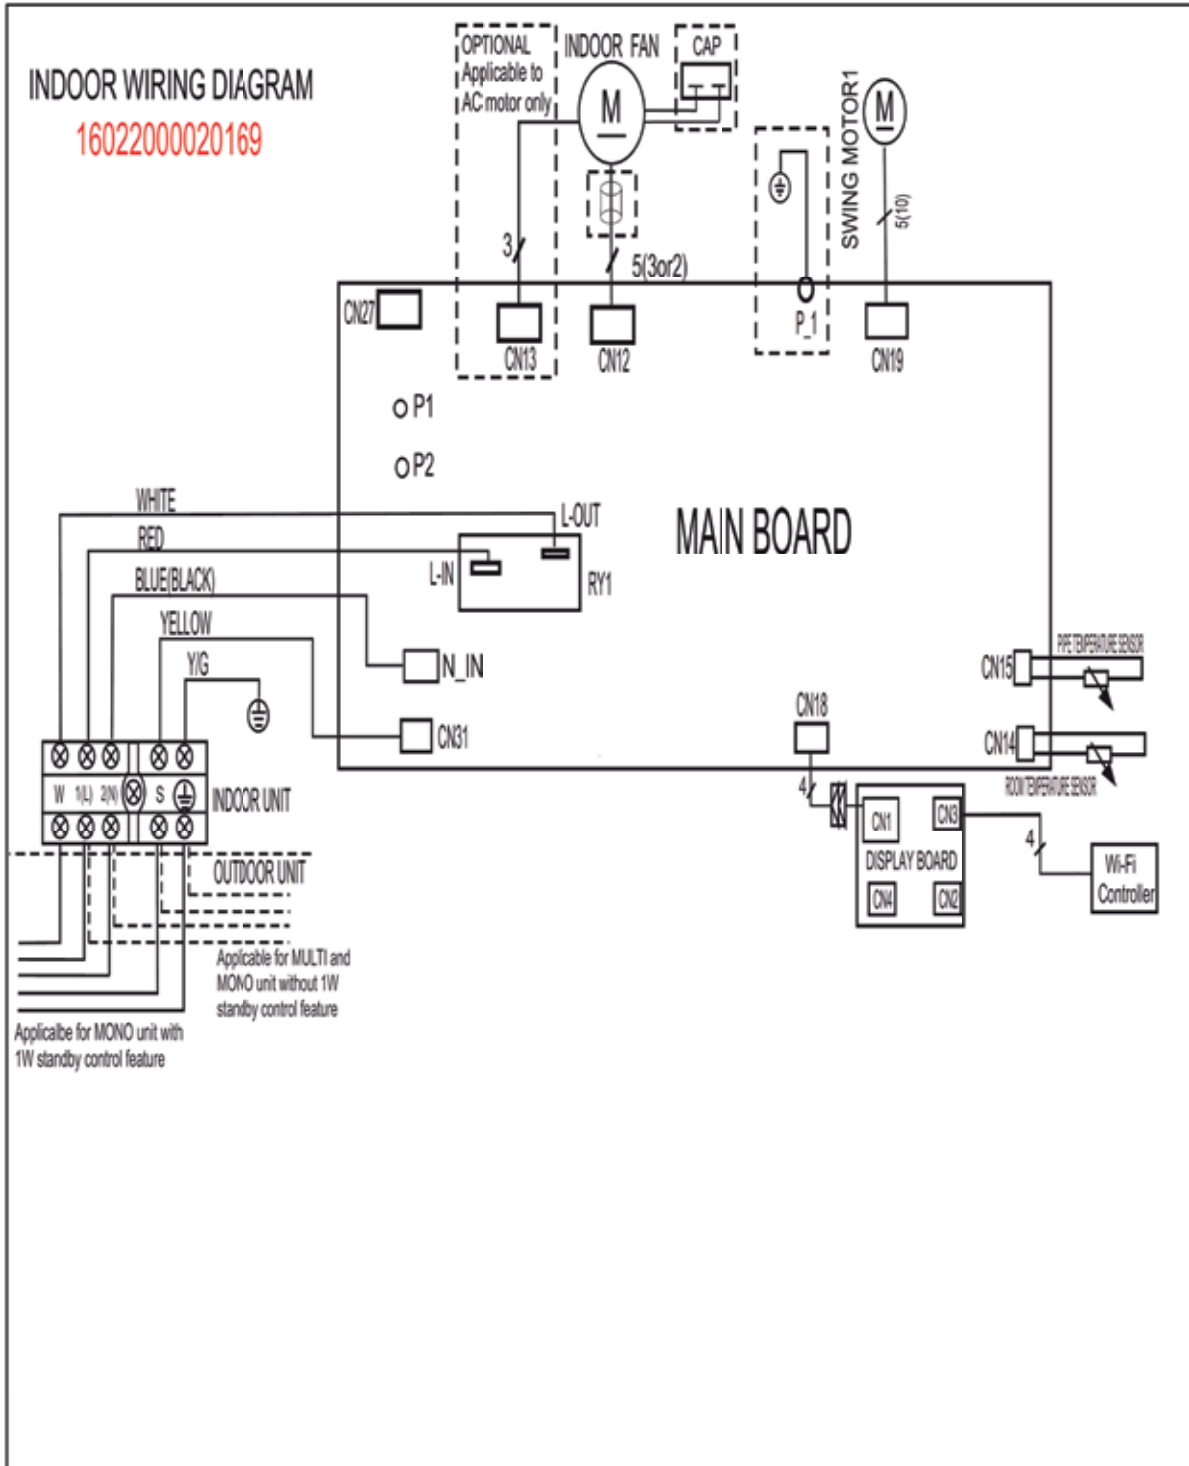 INDOOR WIRING DIAGRAM
16022000020169
OPTIONAL
Applicable to
AC motor only
INDOOR FAN
M
CAP
SWING MOTOR1
M
5(10)
3
5(3or2)
CN27
CN13
CN12
P_1
CN19
P1
P2
MAIN BOARD
WHITE
RED
BLUE(BLACK)
YELLOW
Y/G
L-OUT
L-IN
RY1
N_IN
CN31
CN18
4
CN15
PIPE TEMPERATURE SENSOR
CN14
ROOM TEMPERATURE SENSOR
W 1(L) 2(N) S
INDOOR UNIT
OUTDOOR UNIT
CN1
CN3
DISPLAY BOARD
CN4
CN2
4
Wi-Fi
Controller
Applcable for MULTI and
MONO unit without 1W
standby control feature
Applicalbe for MONO unit with
1W standby control feature